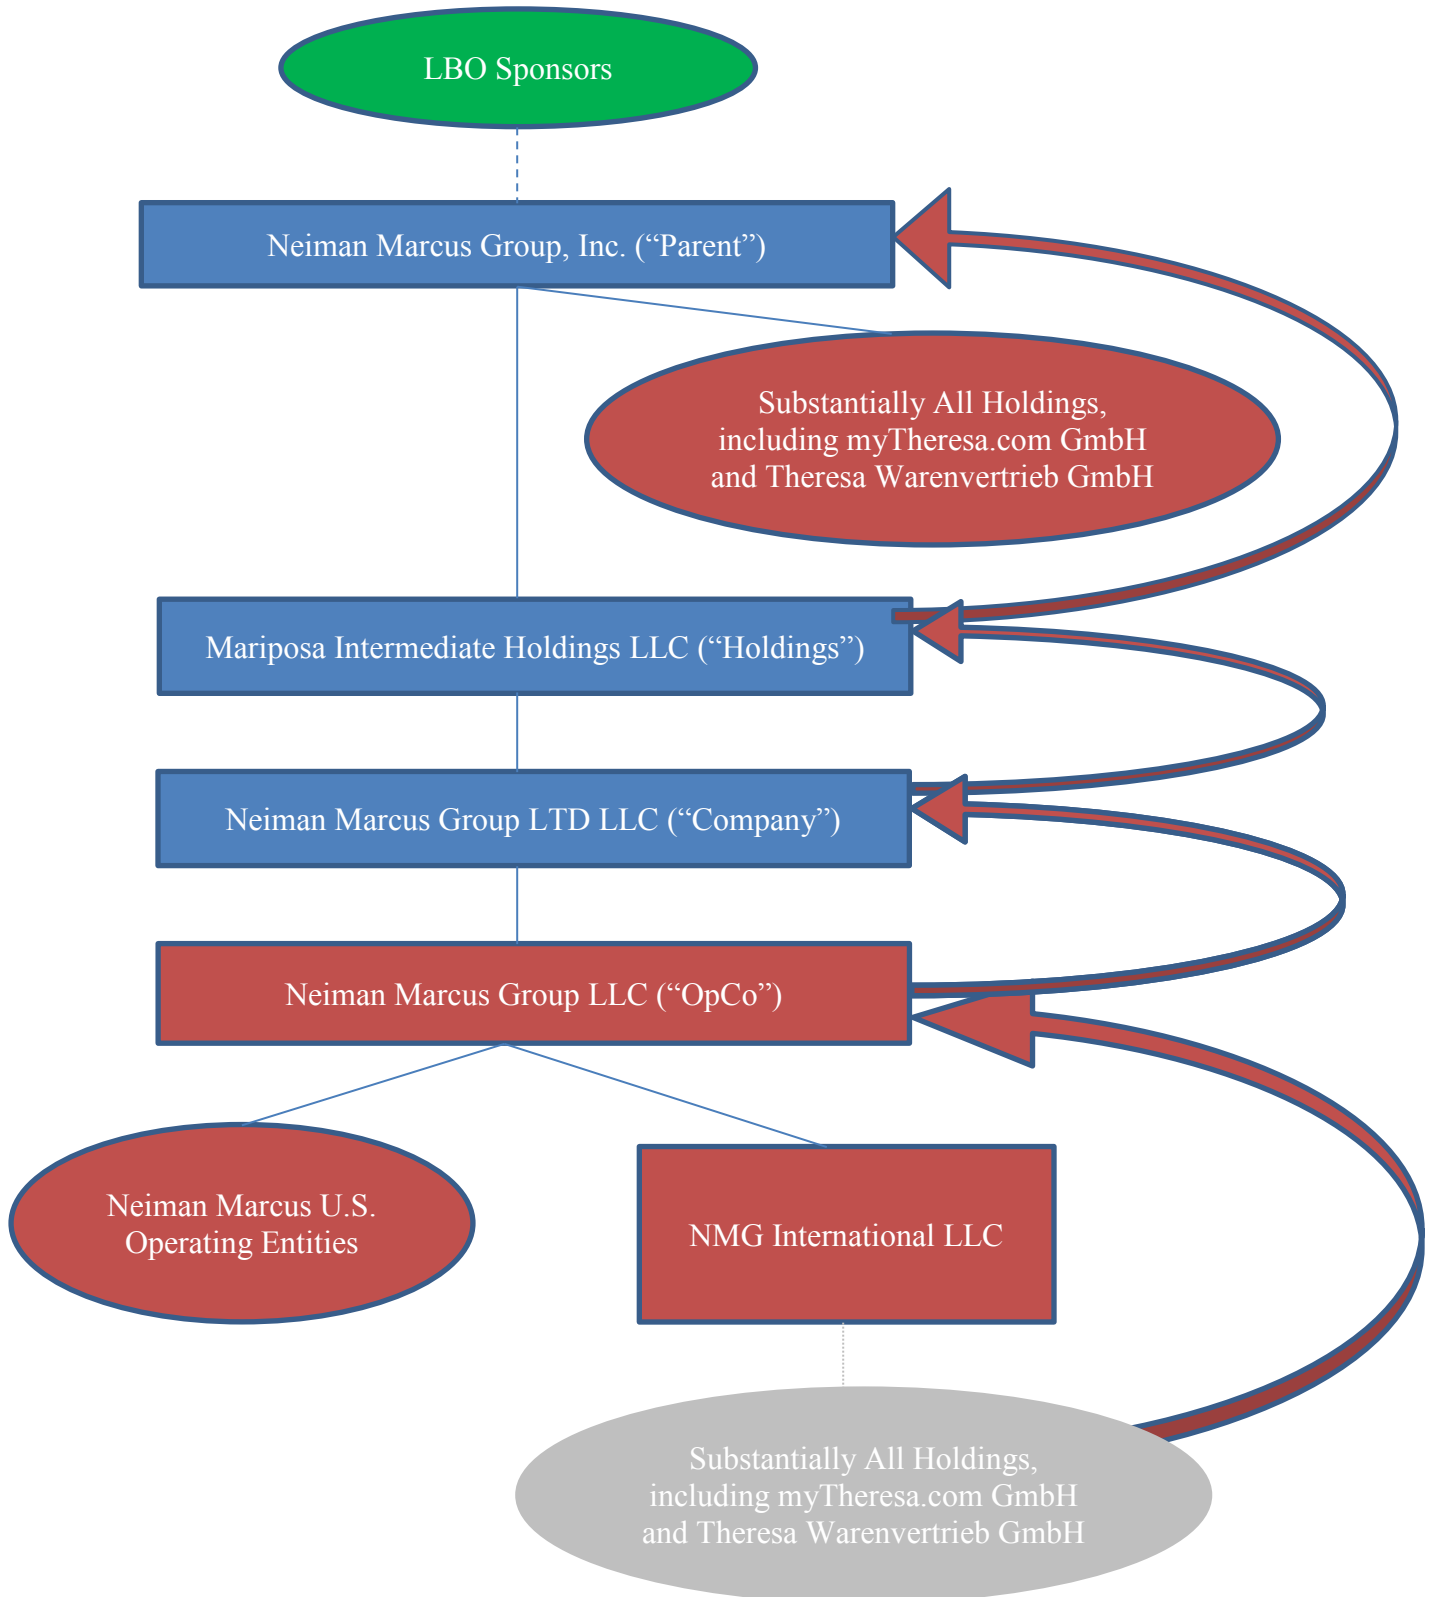 LBO Sponsors
Neiman Marcus Group, Inc. (“Parent”)
Substantially All Holdings,
including myTheresa.com GmbH
and Theresa Warenvertrieb GmbH
Mariposa Intermediate Holdings LLC (“Holdings”)
Neiman Marcus Group LTD LLC (“Company”)
Neiman Marcus Group LLC (“OpCo”)
Neiman Marcus U.S.
Operating Entities
NMG International LLC
Substantially All Holdings,
including myTheresa.com GmbH
and Theresa Warenvertrieb GmbH